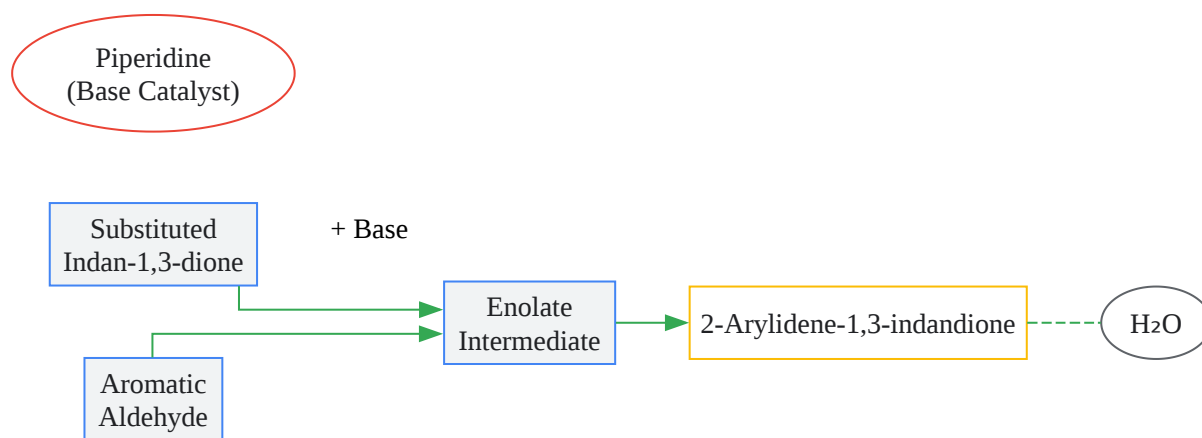 Piperidine
(Base Catalyst)
Substituted
Indan-1,3-dione
+ Base
Enolate
Intermediate
2-Arylidene-1,3-indandione
H₂O
Aromatic
Aldehyde